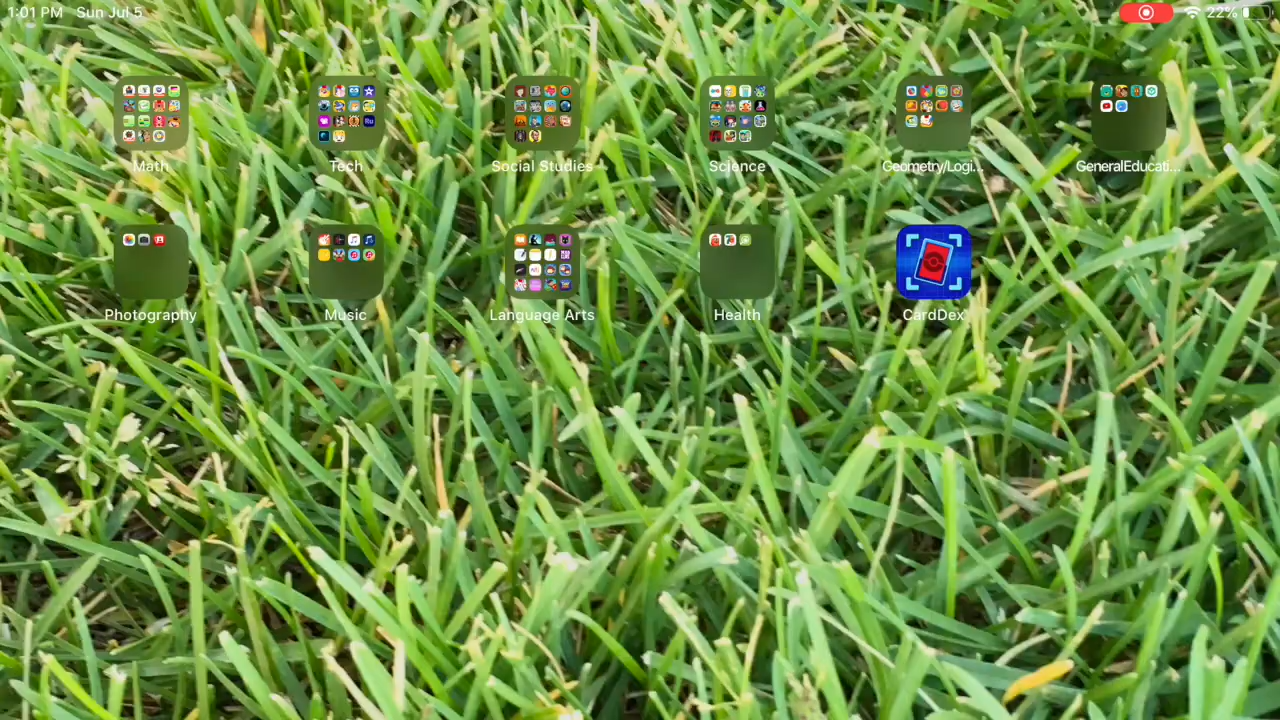 1:01 PM Sun Jul 5
22%
Math
Tech
Social Studies
Science
Geometry/Logi...
GeneralEducati...
Photography
Music
Language Arts
Health
CardDex